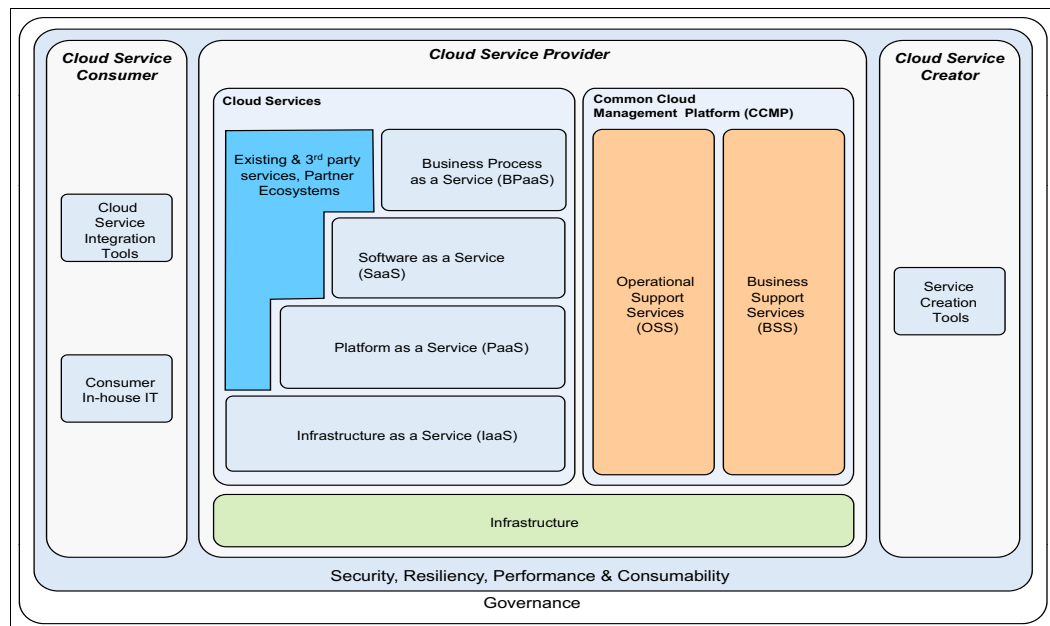 Cloud Service
Consumer
Cloud Service
Integration
Tools
Consumer
In-house IT
Cloud Service Provider
Cloud Services
Existing & 3rd party
services, Partner
Ecosystems
Business Process
as a Service (BPaaS)
Software as a Service
(SaaS)
Platform as a Service (PaaS)
Infrastructure as a Service (IaaS)
Common Cloud
Management Platform (CCMP)
Operational
Support
Services
(OSS)
Business
Support
Services
(BSS)
Infrastructure
Cloud Service
Creator
Service
Creation
Tools
Security, Resiliency, Performance & Consumability
Governance